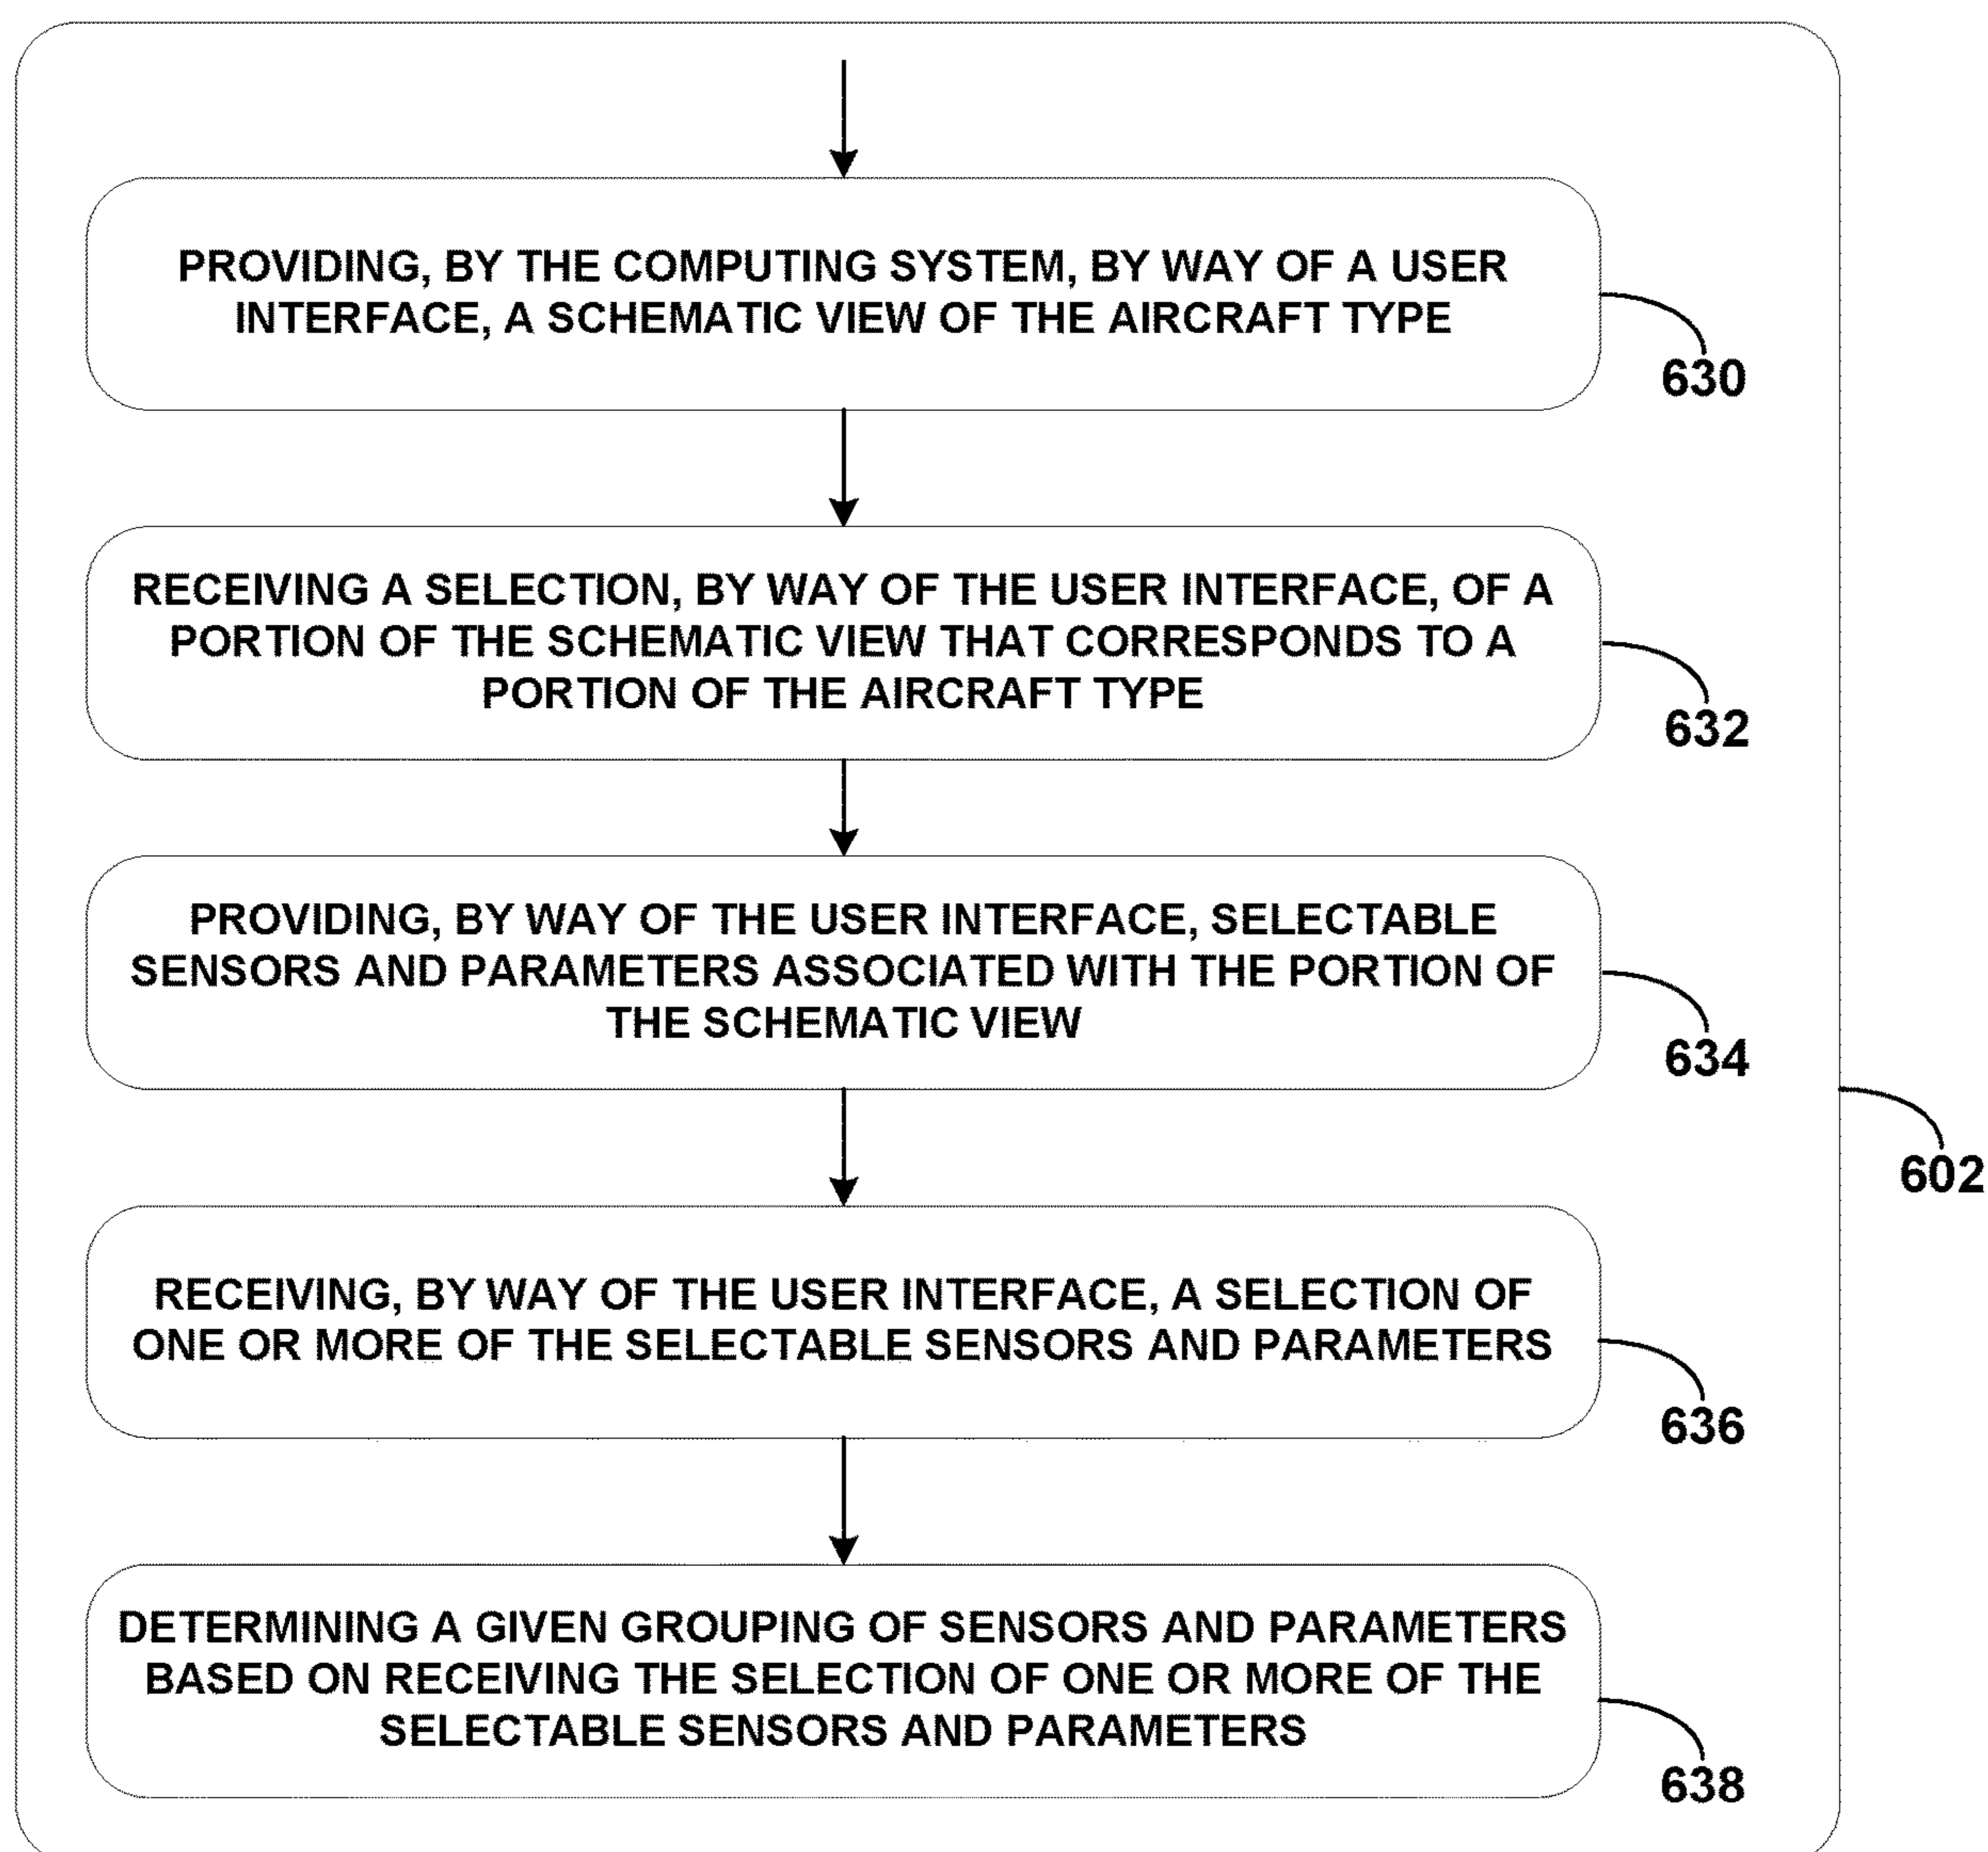 PROVIDING, BY THE COMPUTING SYSTEM, BY WAY OF A USER
INTERFACE, A SCHEMATIC VIEW OF THE AIRCRAFT TYPE
630
RECEIVING A SELECTION, BY WAY OF THE USER INTERFACE, OF A
PORTION OF THE SCHEMATIC VIEW THAT CORRESPONDS TO A
PORTION OF THE AIRCRAFT TYPE
632
PROVIDING, BY WAY OF THE USER INTERFACE, SELECTABLE
SENSORS AND PARAMETERS ASSOCIATED WITH THE PORTION OF
THE SCHEMATIC VIEW
634
602
RECEIVING, BY WAY OF THE USER INTERFACE, A SELECTION OF
ONE OR MORE OF THE SELECTABLE SENSORS AND PARAMETERS
636
DETERMINING A GIVEN GROUPING OF SENSORS AND PARAMETERS
BASED ON RECEIVING THE SELECTION OF ONE OR MORE OF THE
SELECTABLE SENSORS AND PARAMETERS
638